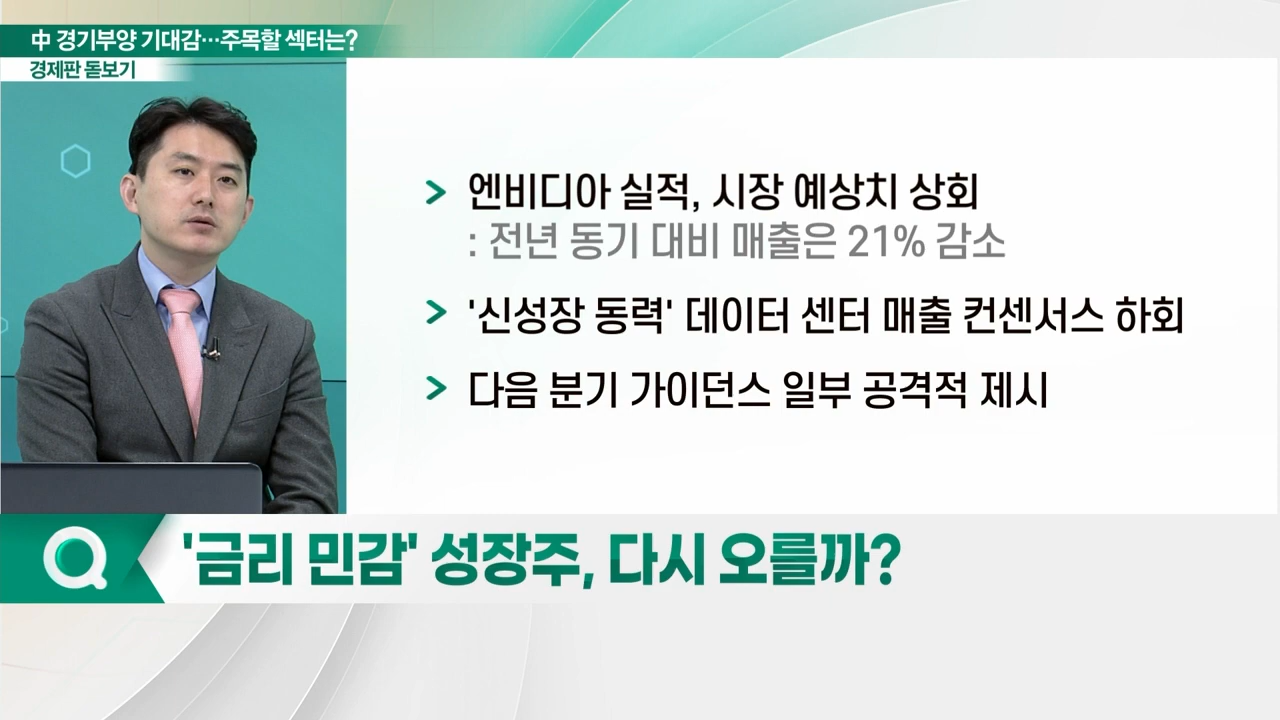 中 경기부양 기대감…주목할 섹터는?
경제판 돋보기
> 엔비디아 실적, 시장 예상치 상회
: 전년 동기 대비 매출은 21% 감소
> '신성장 동력' 데이터 센터 매출 컨센서스 하회
> 다음 분기 가이던스 일부 공격적 제시
Q '금리 민감' 성장주, 다시 오를까?